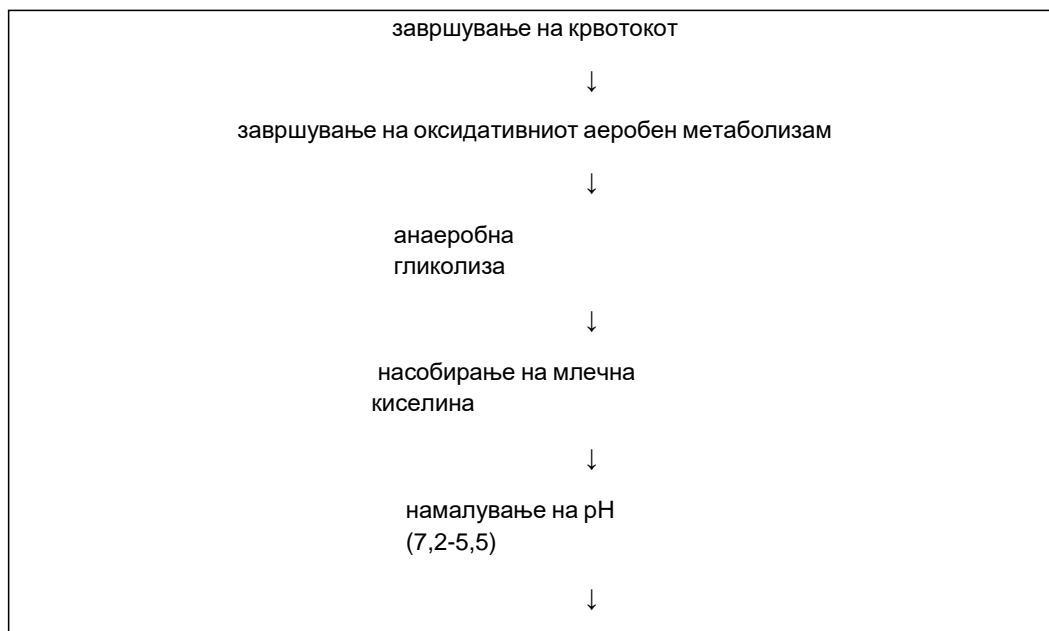 завршување на крвотокот
↓
завршување на оксидативниот аеробен метаболизам
↓
анаеробна
гликолиза
↓
насобирање на млечна
киселина
↓
намалување на pH
(7,2-5,5)
↓